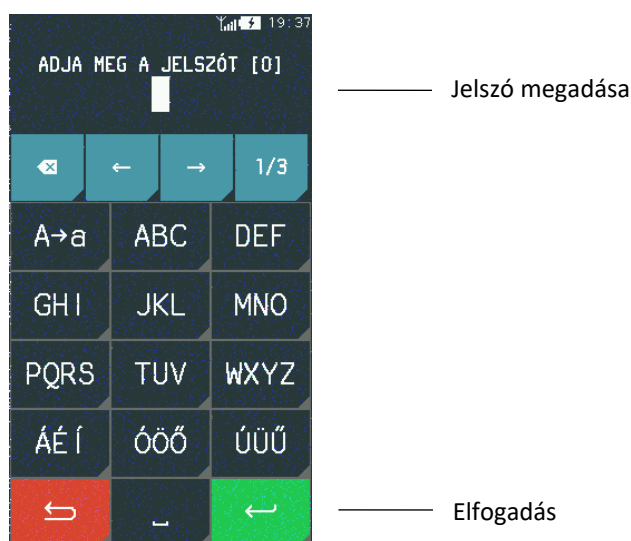 19:37
ADJA MEG A JELSZÓT [0]
Jelszó megadása
← → 1/3
A→a ABC DEF
GHI JKL MNO
PQRS TUV WXYZ
ÁÉÍ ÓÖŐ ÚÜŰ
Elfogadás